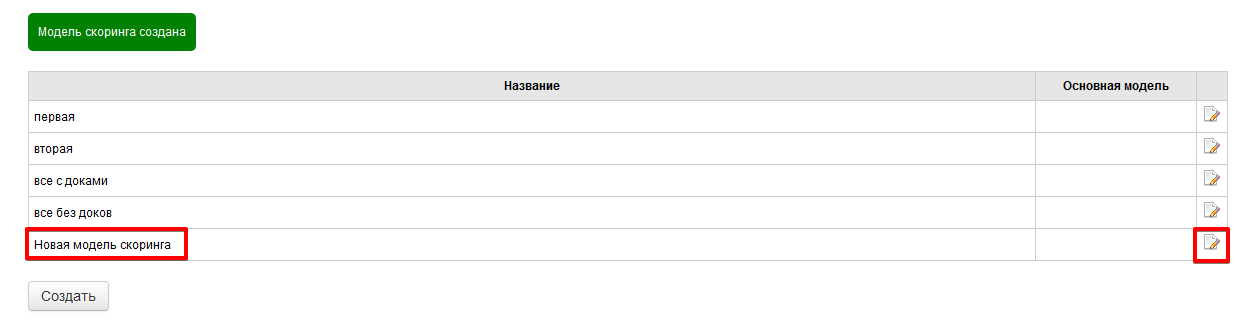 Модель скоринга создана
Название Основная модель
первая
вторая
все с доками
все без доков
Новая модель скоринга
Создать